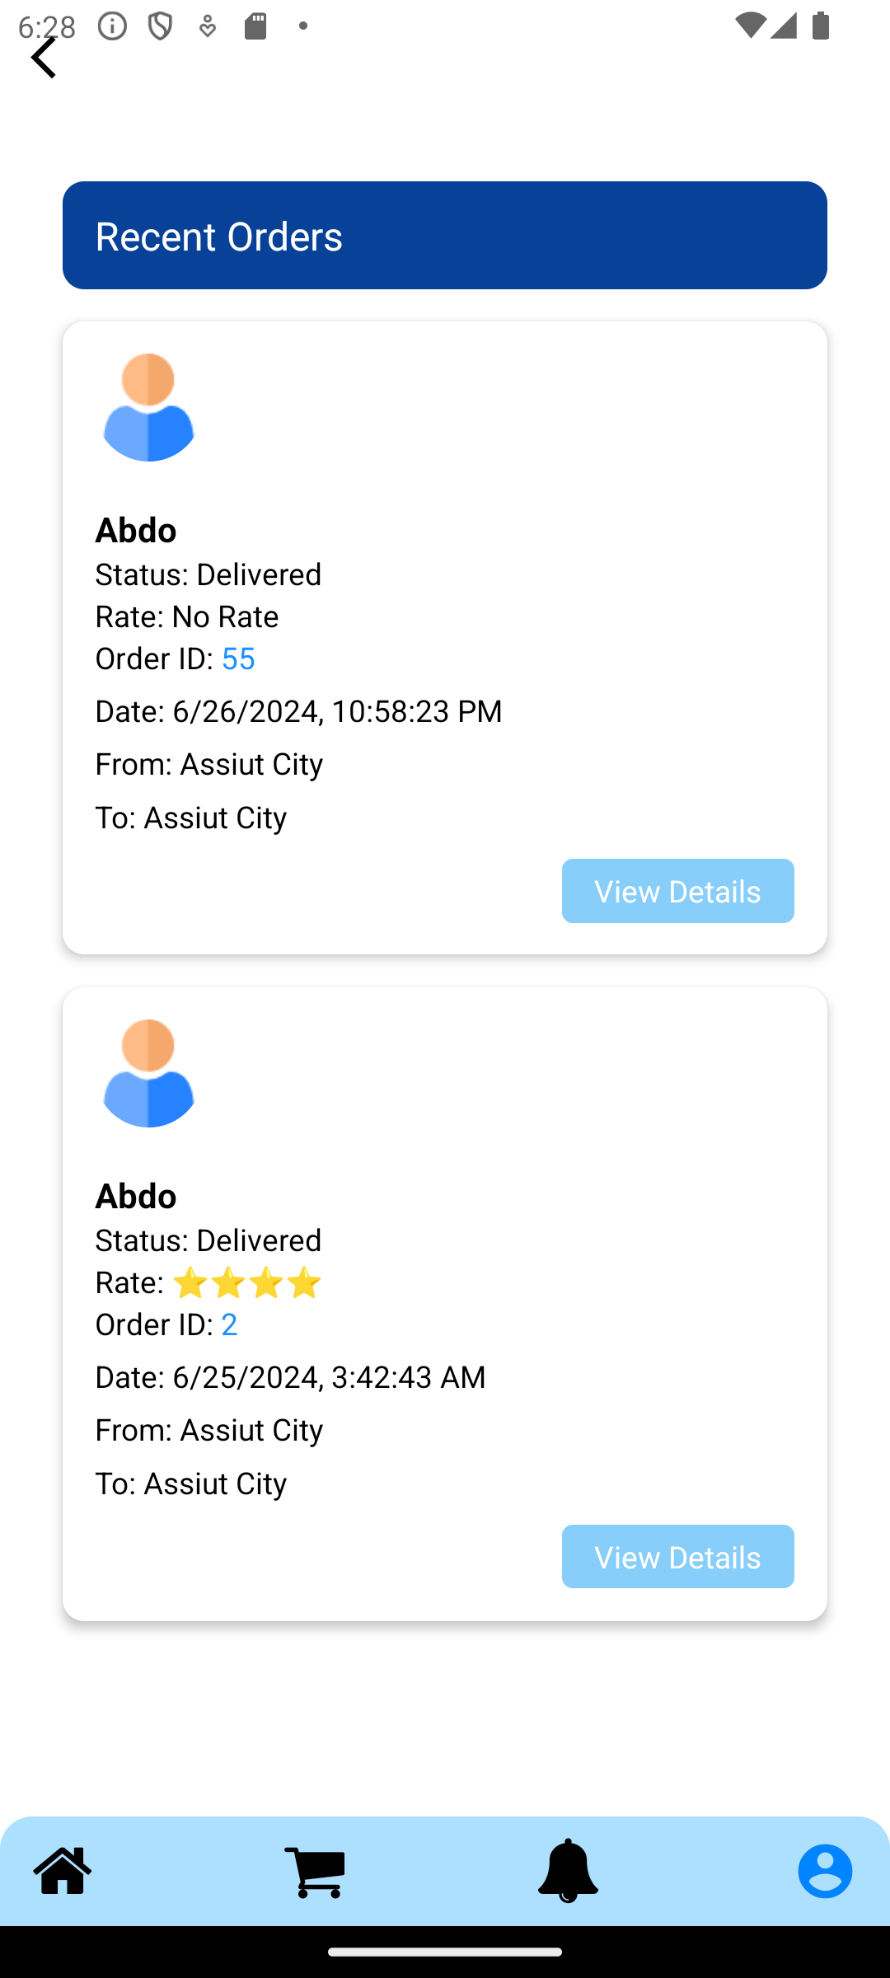 6:28
Recent Orders
Abdo
Status: Delivered
Rate: No Rate
Order ID: 55
Date: 6/26/2024, 10:58:23 PM
From: Assiut City
To: Assiut City
View Details
Abdo
Status: Delivered
Rate: ⭐⭐⭐⭐
Order ID: 2
Date: 6/25/2024, 3:42:43 AM
From: Assiut City
To: Assiut City
View Details